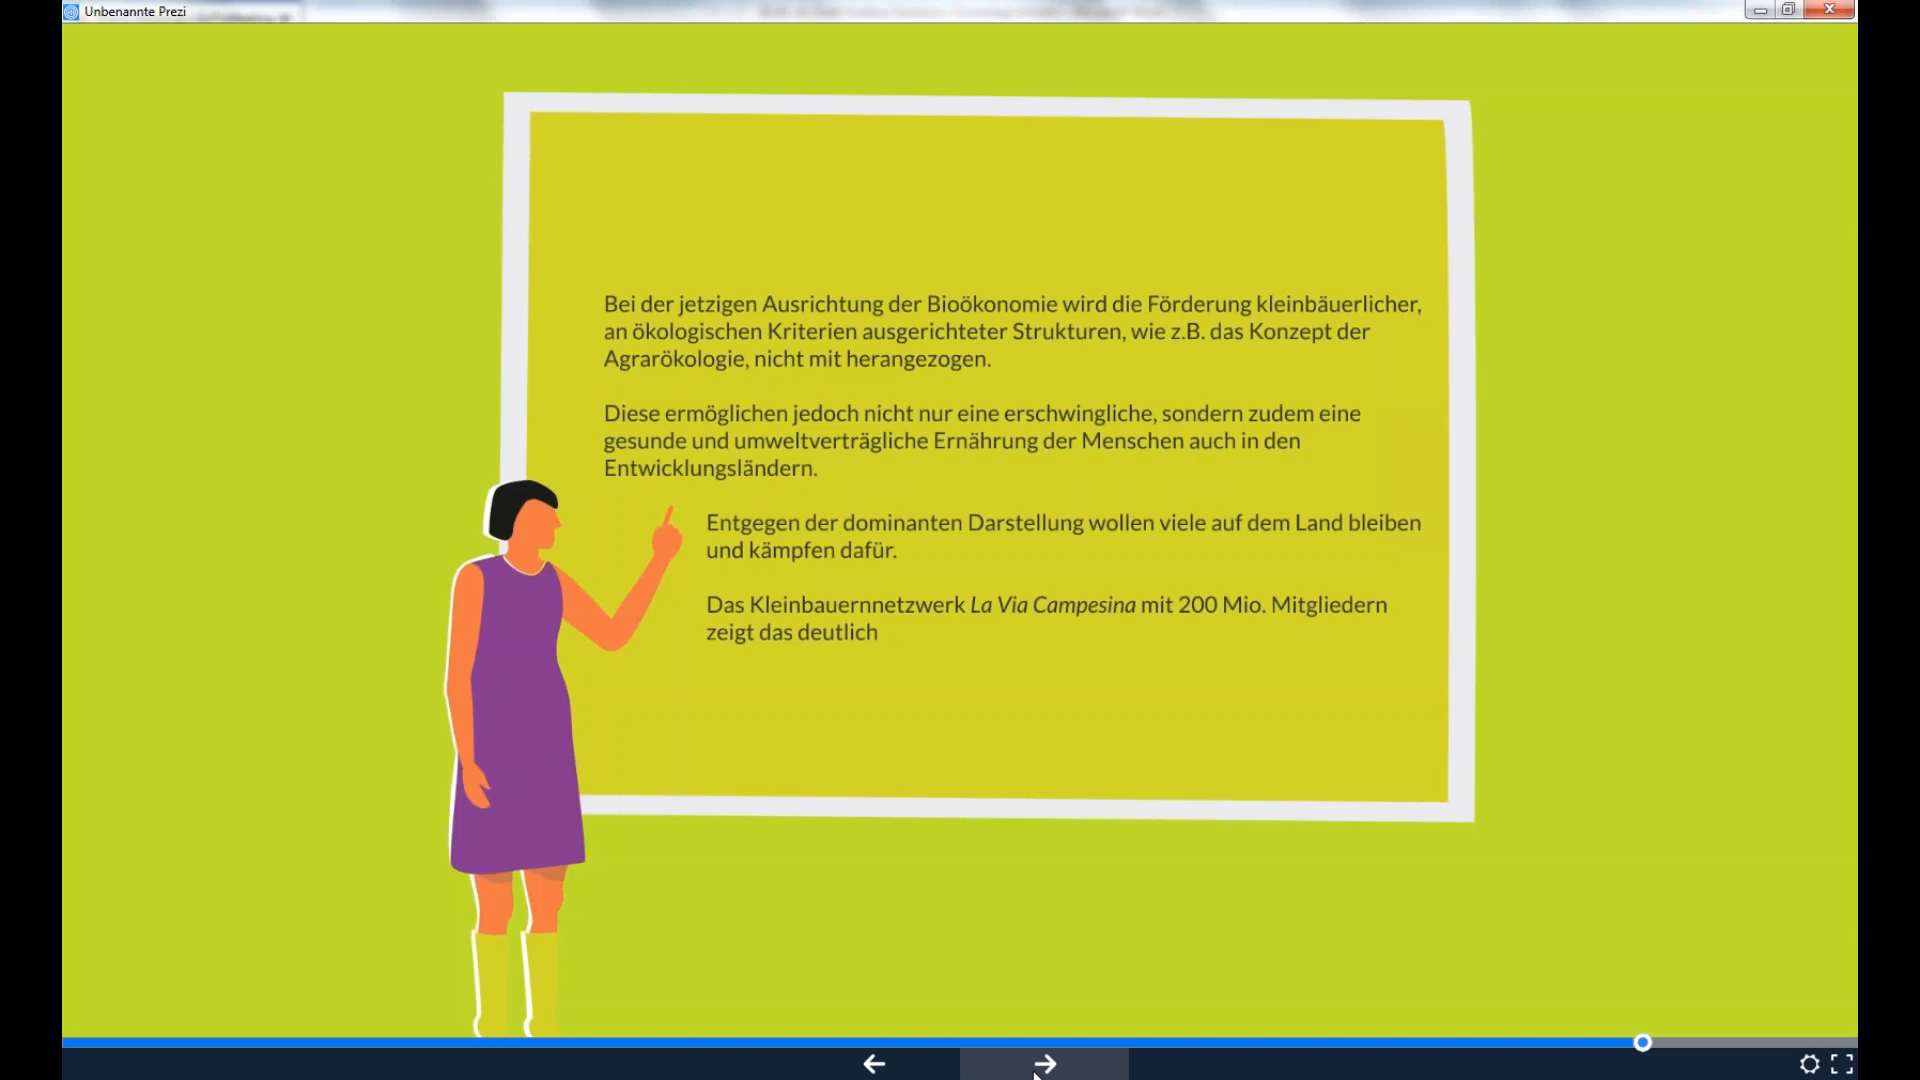 Unbenannte Prezi
Bei der jetzigen Ausrichtung der Bioökonomie wird die Förderung kleinbäuerlicher,
an ökologischen Kriterien ausgerichteter Strukturen, wie z.B. das Konzept der
Agrarökologie, nicht mit herangezogen.
Diese ermöglichen jedoch nicht nur eine erschwingliche, sondern zudem eine
gesunde und umweltverträgliche Ernährung der Menschen auch in den
Entwicklungsländern.
Entgegen der dominanten Darstellung wollen viele auf dem Land bleiben
und kämpfen dafür.
Das Kleinbauernnetzwerk La Via Campesina mit 200 Mio. Mitgliedern
zeigt das deutlich